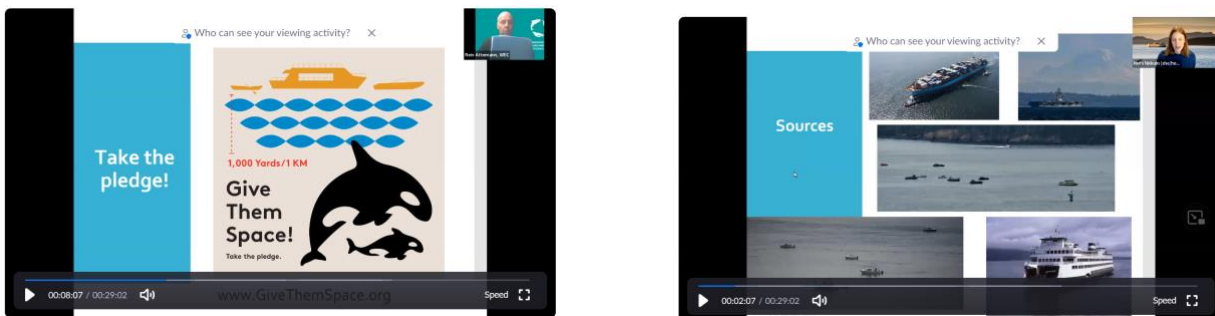 Who can see your viewing activity? ×
Take the
pledge!
1,000 Yards/1 KM
Give
Them
Space!
Take the pledge.
www.GiveThemSpace.org
00:08:07 / 00:29:02
Speed
Who can see your viewing activity? ×
Sources
00:02:07 / 00:29:02
Speed